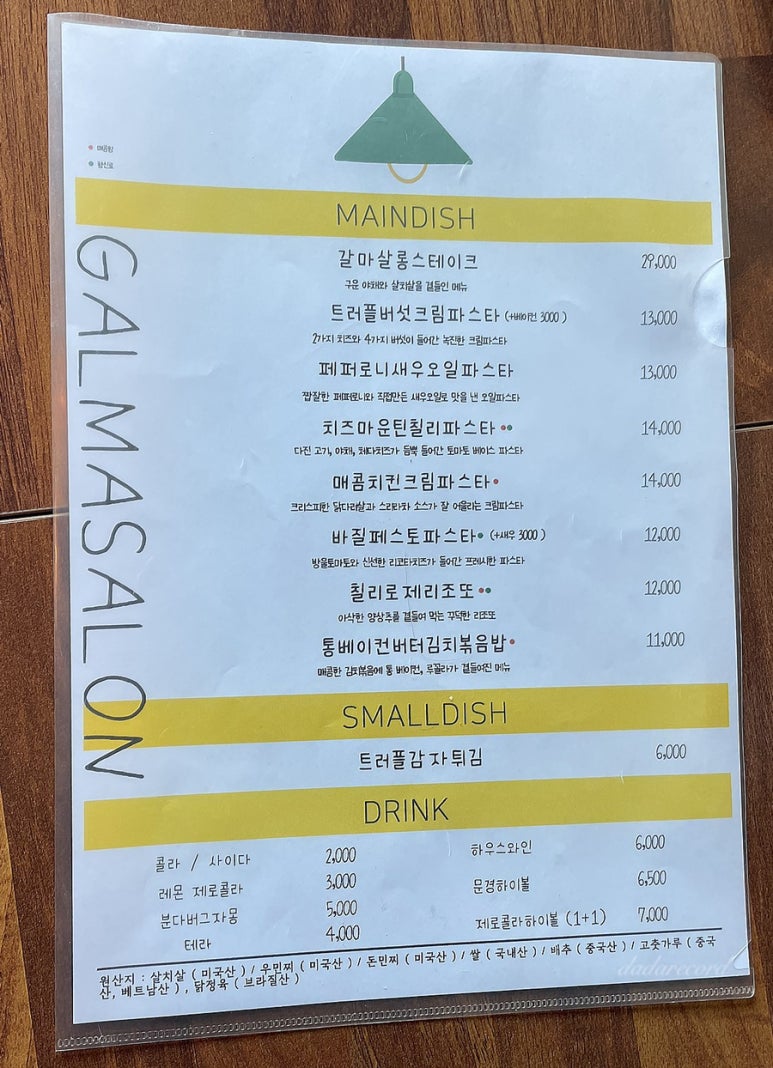 매콤함
향신료
MAINDISH
GALMASALON
갈마살롱스테이크 29,000
구운 야채와 살치살을 곁들인 메뉴
트러플버섯크림파스타 (+베이컨 3000) 13,000
2가지 치즈와 4가지 버섯이 들어간 녹진한 크림파스타
페퍼로니새우오일파스타 13,000
짭짤한 페퍼로니와 직접만든 새우오일로 맛을 낸 오일파스타
치즈마운틴칠리파스타 14,000
다진 고기, 야채, 체다치즈가 듬뿍 들어간 토마토 베이스 파스타
매콤치킨크림파스타 14,000
크리스피한 닭다리살과 스리라차 소스가 잘 어울리는 크림파스타
바질페스토파스타 (+새우 3000) 12,000
방울토마토와 신선한 리코타치즈가 들어간 프레시한 파스타
칠리로제리조또 12,000
아삭한 양상추를 곁들여 먹는 꾸덕한 리조또
통베이컨버터김치볶음밥 11,000
매콤한 김치볶음에 통 베이컨, 루꼴라가 곁들여진 메뉴
SMALLDISH
트러플감자튀김 6,000
DRINK
콜라 / 사이다 2,000
레몬 제로콜라 3,000
분다버그자몽 5,000
테라 4,000
하우스와인 6,000
문경하이볼 6,500
제로콜라하이볼 (1+1) 7,000
원산지 : 살치살 ( 미국산 ) / 우민찌 ( 미국산 ) / 돈민찌 ( 미국산 ) / 쌀 ( 국내산 ) / 배추 ( 중국산 ) / 고춧가루 ( 중국
산, 베트남산 ) , 닭정육 ( 브라질산 )
dadarecord